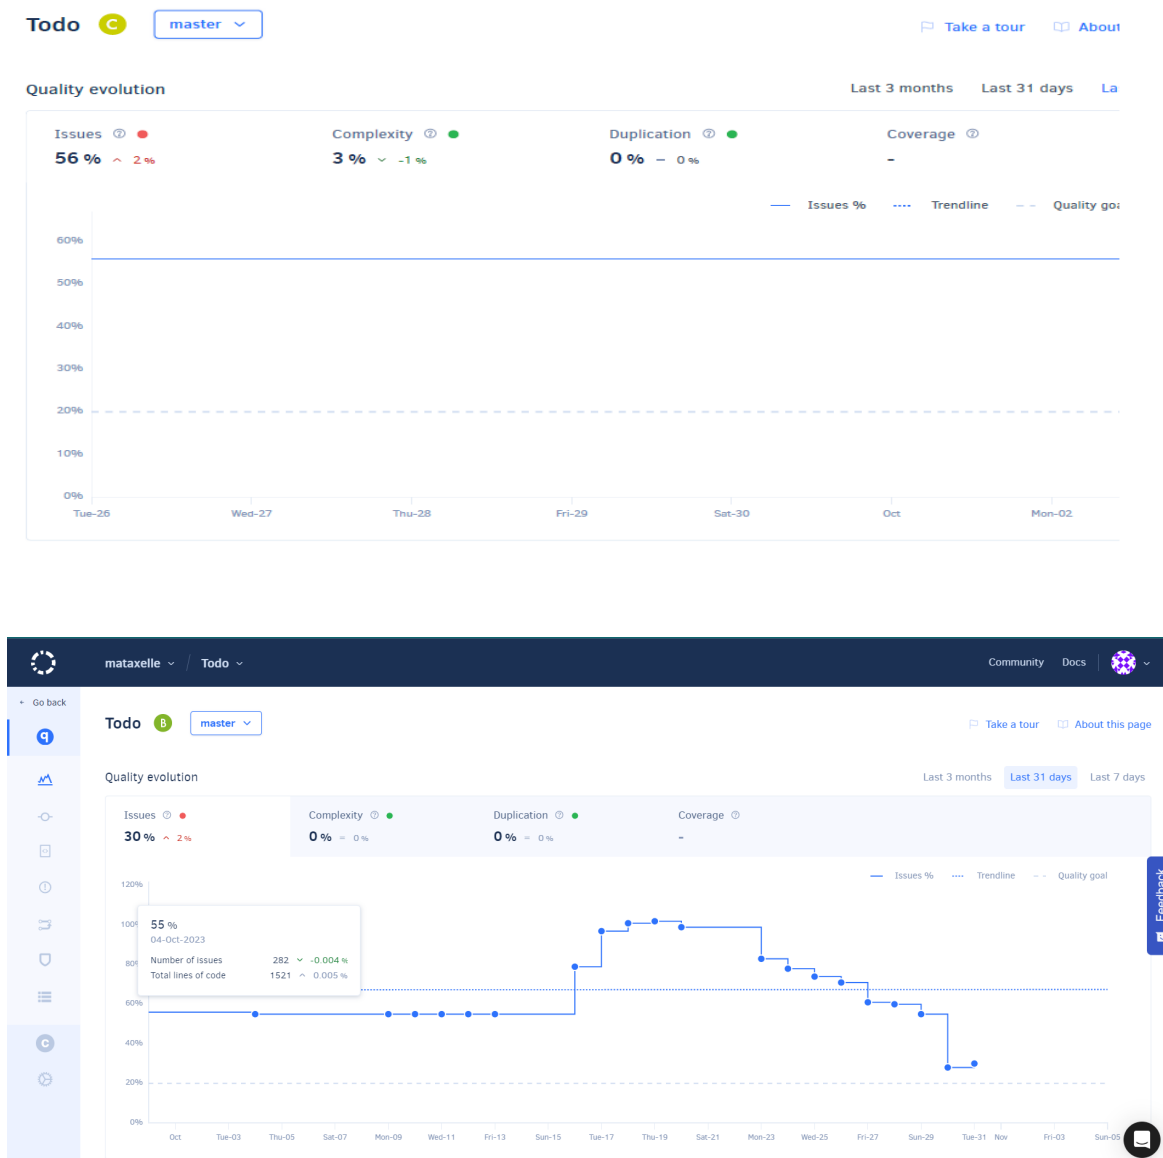 Todo C master Take a tour About
Quality evolution Last 3 months Last 31 days La
Issues Complexity Duplication Coverage
56 % 2 % 3 % -1 % 0 % – 0 % -
Issues % Trendline Quality goa
60%
50%
40%
30%
20%
10%
0%
Tue-26 Wed-27 Thu-28 Fri-29 Sat-30 Oct Mon-02
mataxelle / Todo Community Docs
Go back
Todo B master Take a tour About this page
Quality evolution Last 3 months Last 31 days Last 7 days
Issues Complexity Duplication Coverage
30 % 2 % 0 % = 0 % 0 % = 0 % -
Issues % Trendline Quality goal
120%
100%
55 %
04-Oct-2023
Number of issues 282 -0.004 %
Total lines of code 1521 0.005 %
80%
60%
40%
20%
0%
Oct Tue-03 Thu-05 Sat-07 Mon-09 Wed-11 Fri-13 Sun-15 Tue-17 Thu-19 Sat-21 Mon-23 Wed-25 Fri-27 Sun-29 Tue-31 Nov Fri-03 Sun-05
Feedback
C